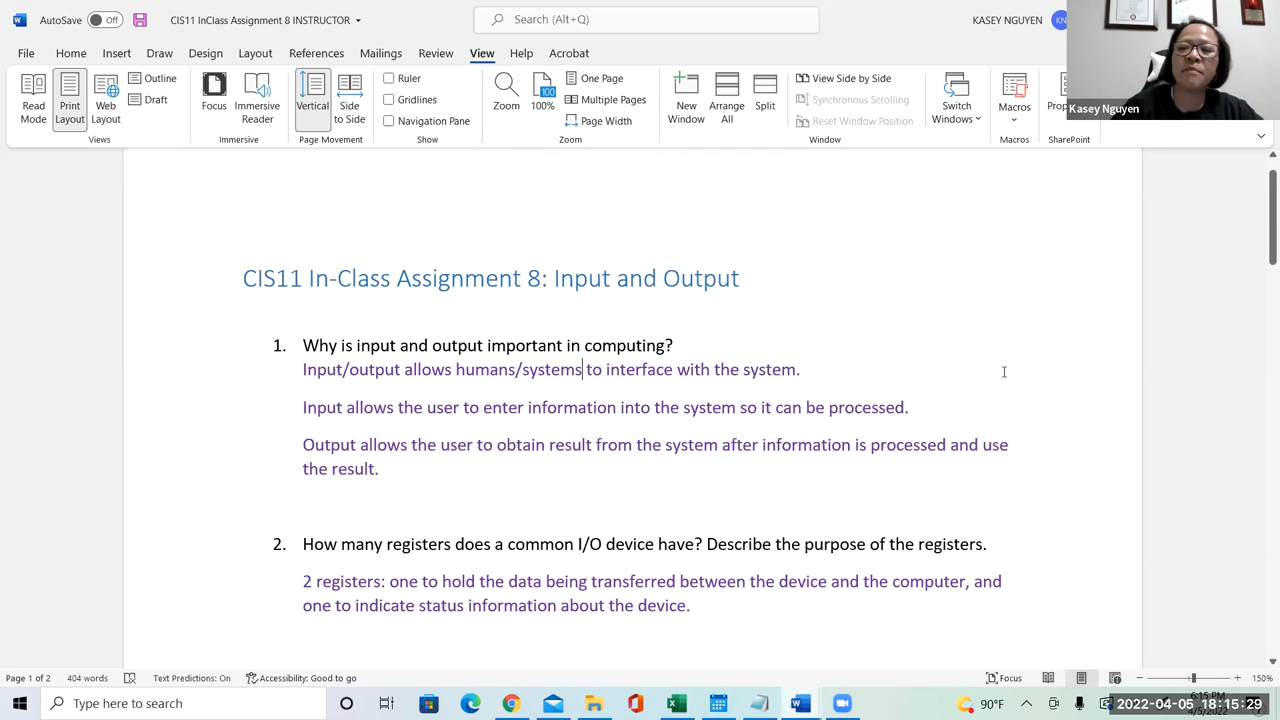 AutoSave Off CIS11 InClass Assignment 8 INSTRUCTOR Search (Alt+Q) KASEY NGUYEN KN
File Home Insert Draw Design Layout References Mailings Review View Help Acrobat
Read Mode Print Layout Web Layout Outline Draft Views
Focus Immersive Reader Immersive
Vertical Side to Side Page Movement
Ruler Gridlines Navigation Pane Show
Zoom 100% One Page Multiple Pages Page Width Zoom
New Window Arrange All Split View Side by Side Synchronous Scrolling Reset Window Position Switch Windows Window
Macros Macros
SharePoint
Kasey Nguyen
CIS11 In-Class Assignment 8: Input and Output
1. Why is input and output important in computing?
Input/output allows humans/systems to interface with the system.
Input allows the user to enter information into the system so it can be processed.
Output allows the user to obtain result from the system after information is processed and use
the result.
2. How many registers does a common I/O device have? Describe the purpose of the registers.
2 registers: one to hold the data being transferred between the device and the computer, and
one to indicate status information about the device.
Page 1 of 2 404 words Text Predictions: On Accessibility: Good to go Focus 150%
Type here to search 90°F 6:15 PM
4/5/2022
2022-04-05 18:15:29